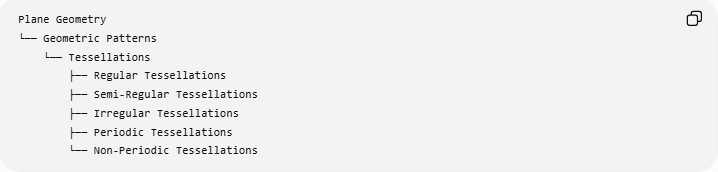 Plane Geometry
└── Geometric Patterns
    └── Tessellations
        ├── Regular Tessellations
        ├── Semi-Regular Tessellations
        ├── Irregular Tessellations
        ├── Periodic Tessellations
        └── Non-Periodic Tessellations